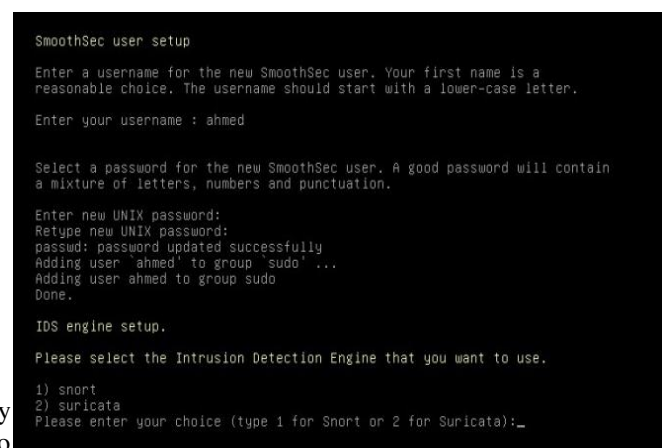 SmoothSec user setup
Enter a username for the new SmoothSec user. Your first name is a
reasonable choice. The username should start with a lower-case letter.
Enter your username : ahmed
Select a password for the new SmoothSec user. A good password will contain
a mixture of letters, numbers and punctuation.
Enter new UNIX password:
Retype new UNIX password:
passwd: password updated successfully
Adding user `ahmed' to group `sudo' ...
Adding user ahmed to group sudo
Done.
IDS engine setup.
Please select the Intrusion Detection Engine that you want to use.
1) snort
2) suricata
y
Please enter your choice (type 1 for Snort or 2 for Suricata):_